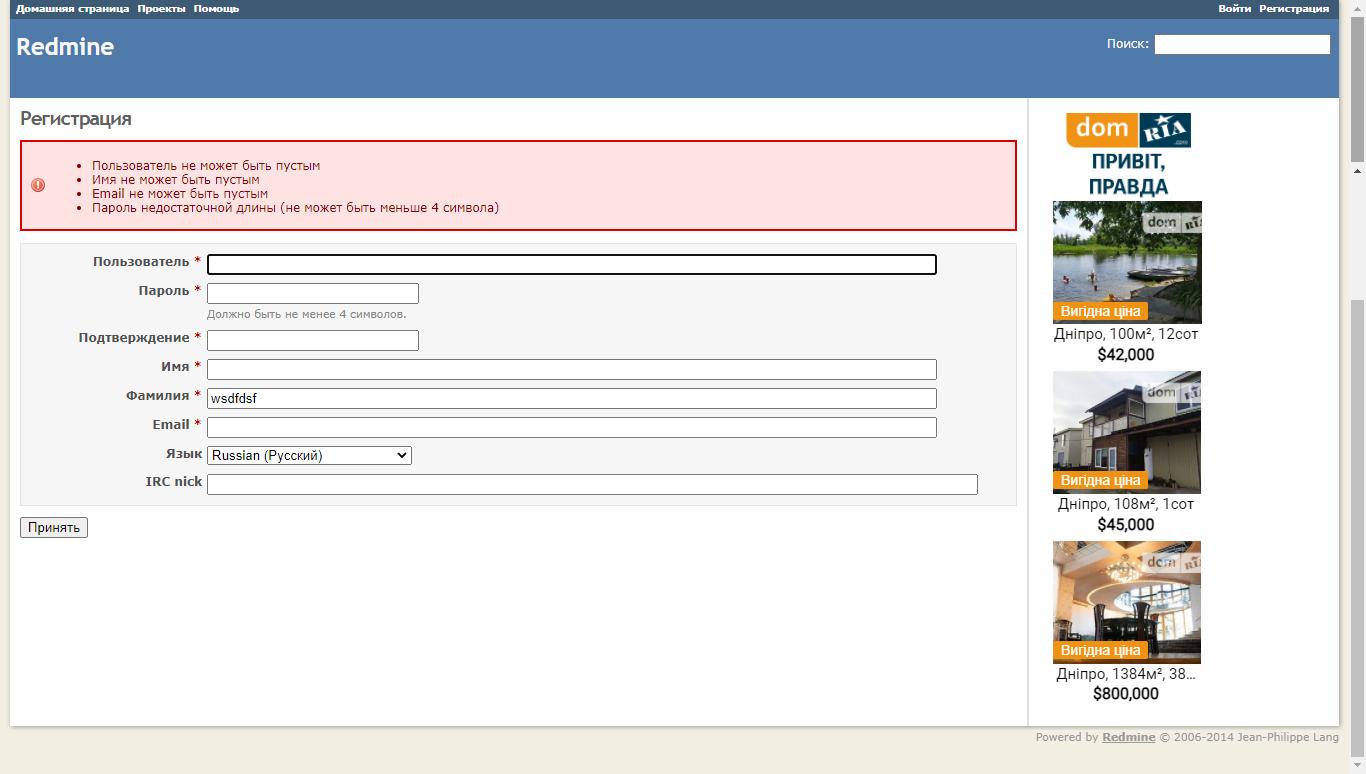 Домашняя страница Проекты Помощь
Войти Регистрация
Redmine
Поиск:
Регистрация
Пользователь не может быть пустым
Имя не может быть пустым
Email не может быть пустым
Пароль недостаточной длины (не может быть меньше 4 символа)
Пользователь *
Пароль *
Должно быть не менее 4 символов.
Подтверждение *
Имя *
Фамилия * wsdfdsf
Email *
Язык Russian (Русский)
IRC nick
Принять
dom RIA .com
ПРИВІТ,
ПРАВДА
dom RIA
Вигідна ціна
Дніпро, 100м², 12сот
$42,000
dom RIA
Вигідна ціна
Дніпро, 108м², 1сот
$45,000
dom RIA
Вигідна ціна
Дніпро, 1384м², 38...
$800,000
Powered by Redmine © 2006-2014 Jean-Philippe Lang